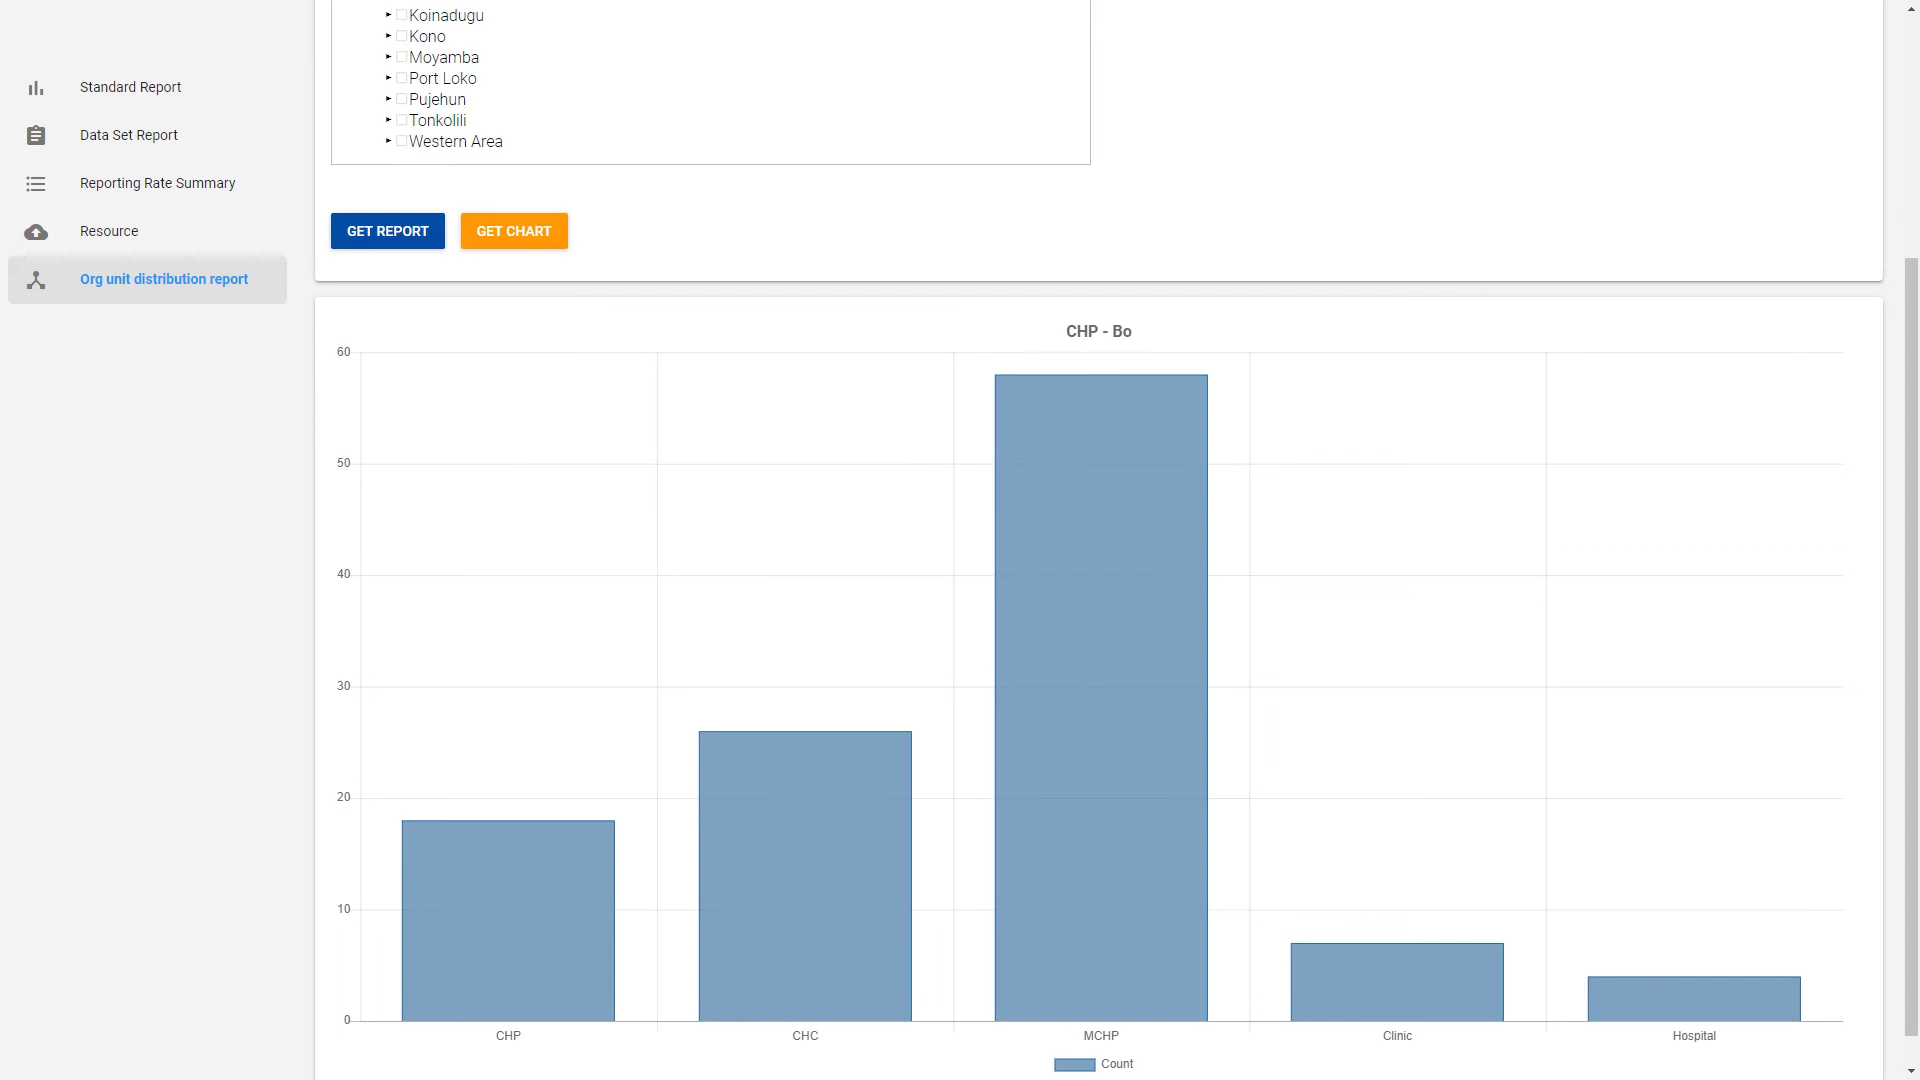 Koinadugu
Kono
Moyamba
Port Loko
Pujehun
Tonkolili
Western Area
Standard Report
Data Set Report
Reporting Rate Summary
Resource
Org unit distribution report
GET REPORT
GET CHART
CHP - Bo
60
50
40
30
20
10
0
CHP
CHC
MCHP
Clinic
Hospital
Count